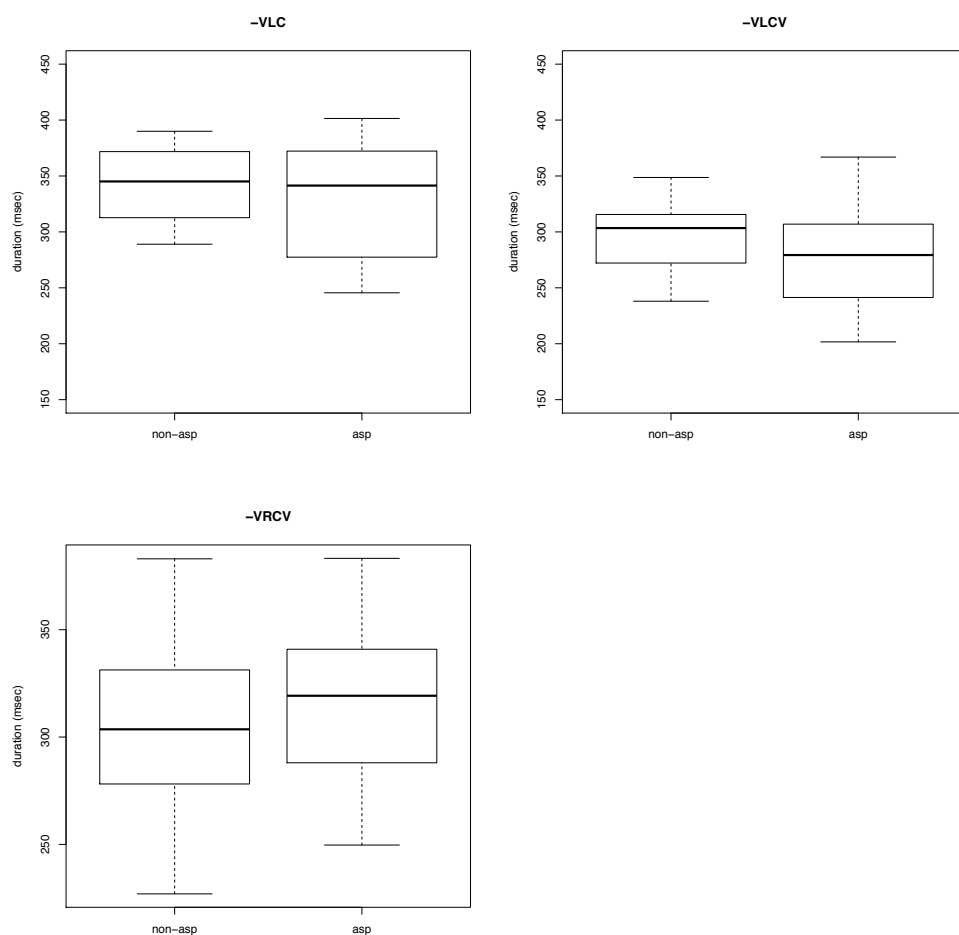 –VLC
450
400
350
300
250
200
150
duration (msec)
non−asp
asp
–VLCV
450
400
350
300
250
200
150
duration (msec)
non−asp
asp
–VRCV
350
300
250
duration (msec)
non−asp
asp